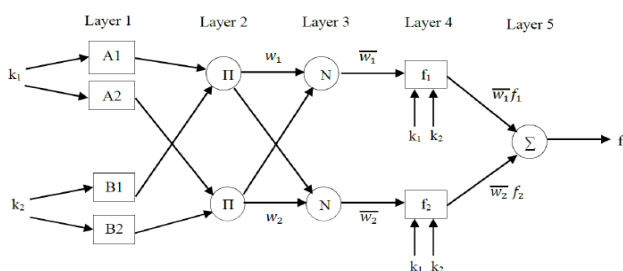 Layer 1 Layer 2 Layer 3 Layer 4 Layer 5
A1
k₁
A2
Π w₁ N w̅₁ f₁
k₁ k₂
w̅₁f₁
Σ f
B1
k₂
B2
Π w₂ N w̅₂ f₂
w̅₂ f₂
k₁ k₂